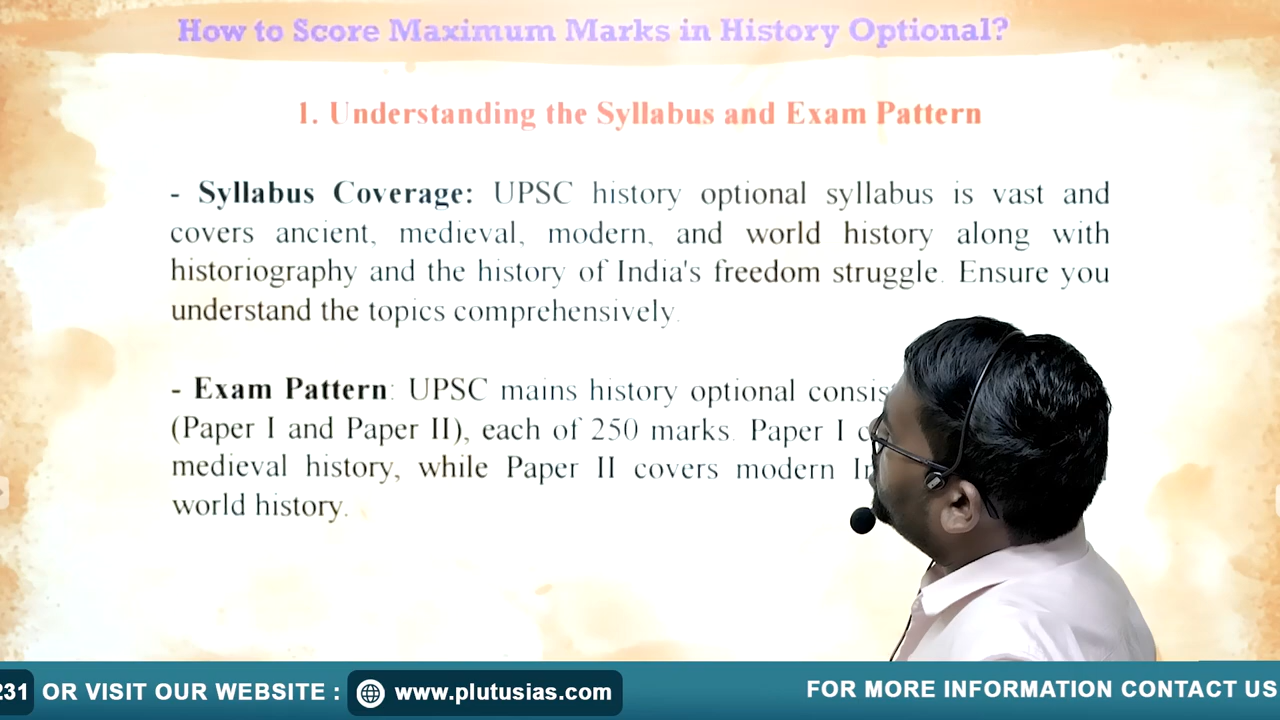 How to Score Maximum Marks in History Optional?
1. Understanding the Syllabus and Exam Pattern
- Syllabus Coverage: UPSC history optional syllabus is vast and
covers ancient, medieval, modern, and world history along with
historiography and the history of India's freedom struggle. Ensure you
understand the topics comprehensively.
- Exam Pattern: UPSC mains history optional
(Paper I and Paper II), each of 250 marks. Paper I
medieval history, while Paper II covers modern
world history.
231 OR VISIT OUR WEBSITE : www.plutusias.com
FOR MORE INFORMATION CONTACT US